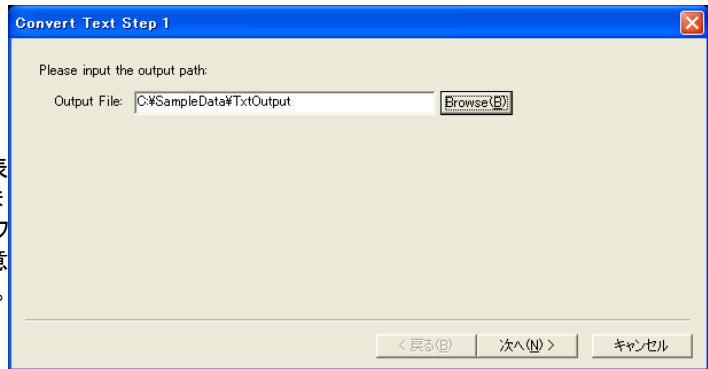 Convert Text Step 1
Please input the output path:
Output File: C:¥SampleData¥TxtOutput Browse(B)
意
。
< 戻る(B) 次へ(N) > キャンセル